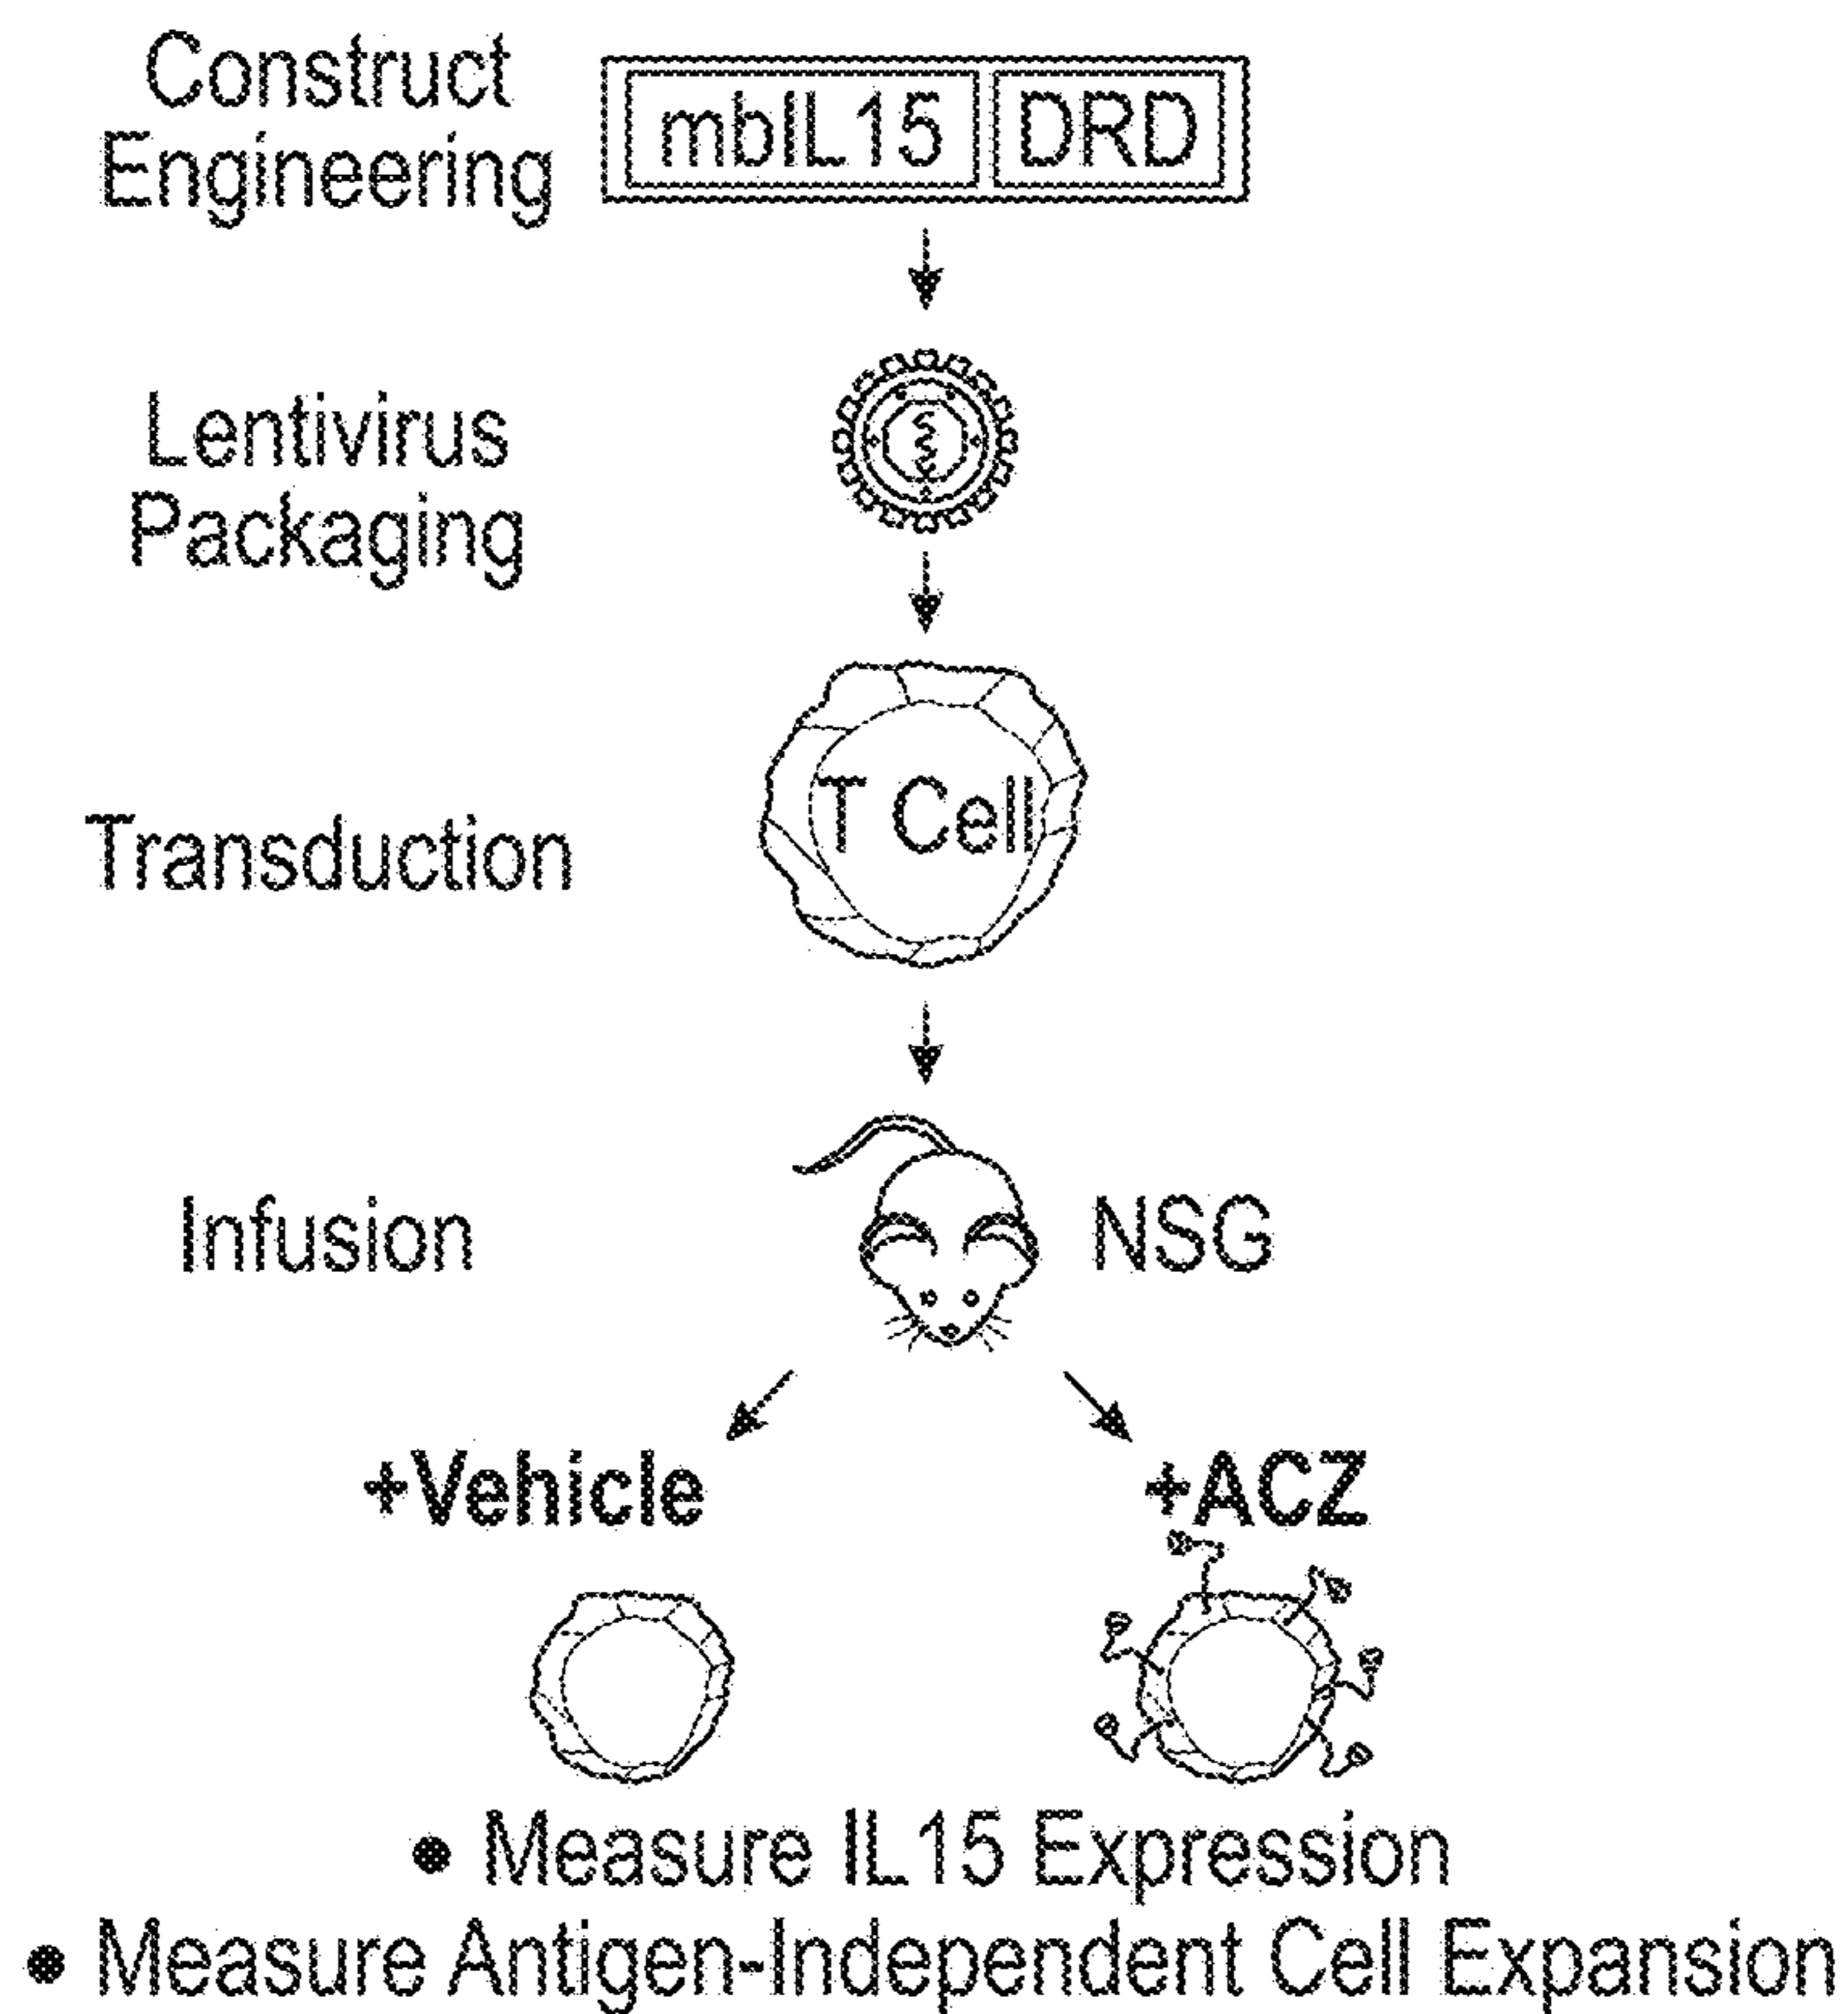 Construct
Engineering
mbIL15 DRD
Lentivirus
Packaging
T Cell
Transduction
Infusion
NSG
+Vehicle +ACZ
• Measure IL15 Expression
• Measure Antigen-Independent Cell Expansion